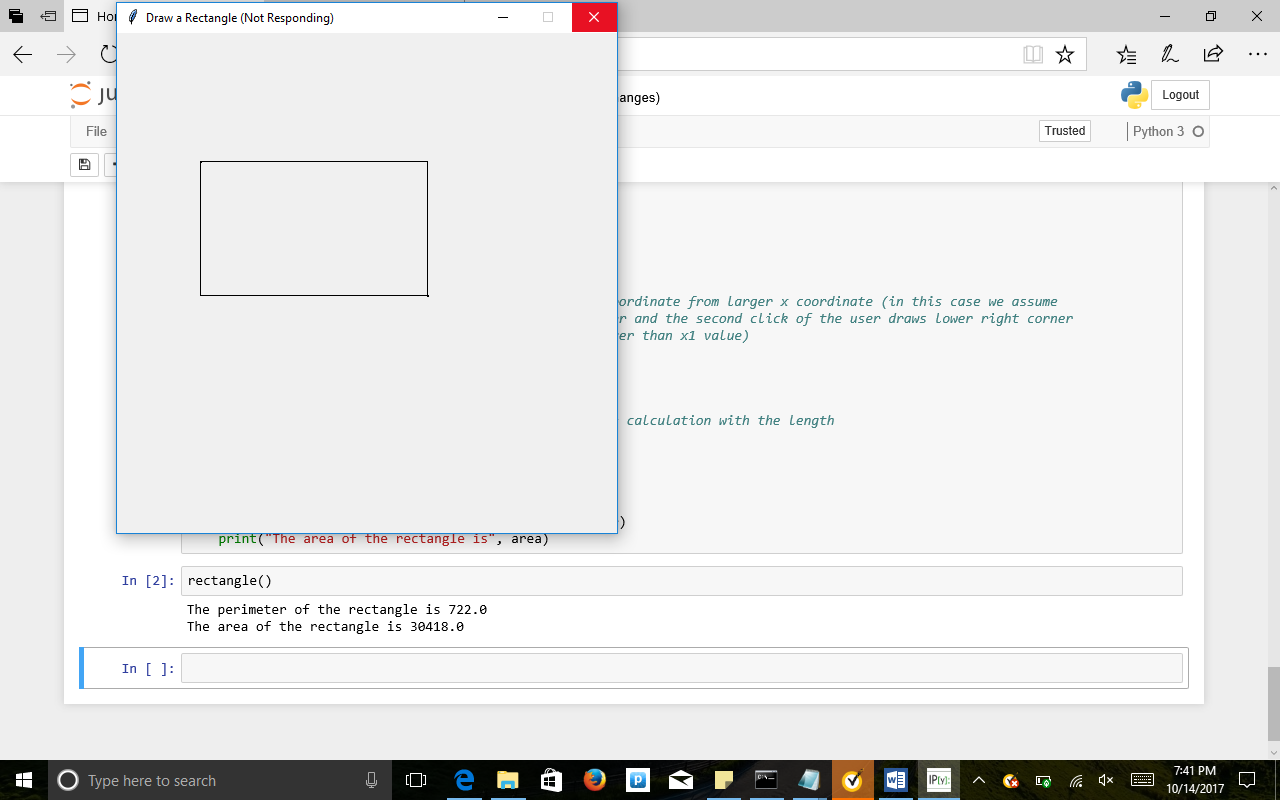 Hor
Draw a Rectangle (Not Responding)
ju
anges)
Logout
File
Trusted
Python 3
ordinate from larger x coordinate (in this case we assume
r and the second click of the user draws lower right corner
er than x1 value)
calculation with the length
)
print("The area of the rectangle is", area)
In [2]:
rectangle()
The perimeter of the rectangle is 722.0
The area of the rectangle is 30418.0
In [ ]:
Type here to search
IP[y]:
7:41 PM
10/14/2017